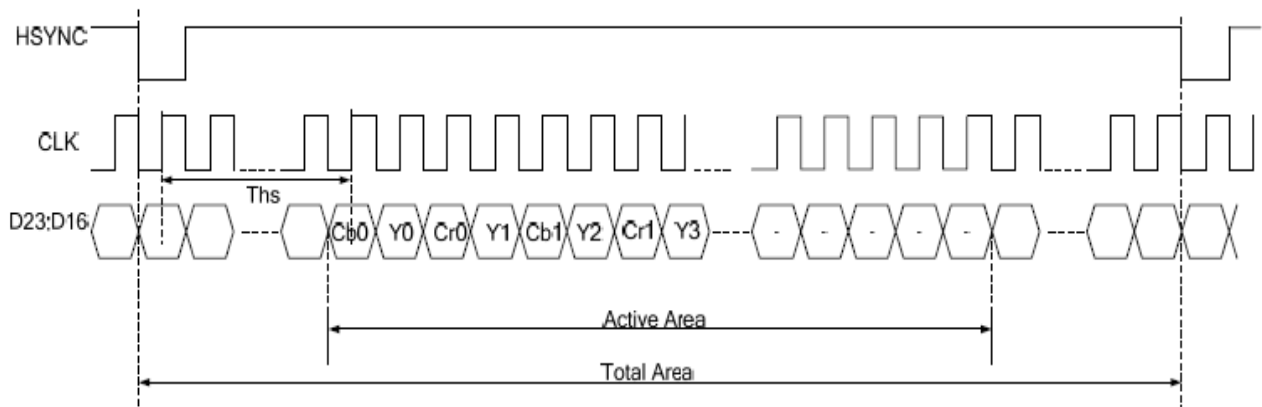 HSYNC
CLK
Ths
D23:D16
Cb0 Y0 Cr0 Y1 Cb1 Y2 Cr1 Y3 - - - - -
Active Area
Total Area